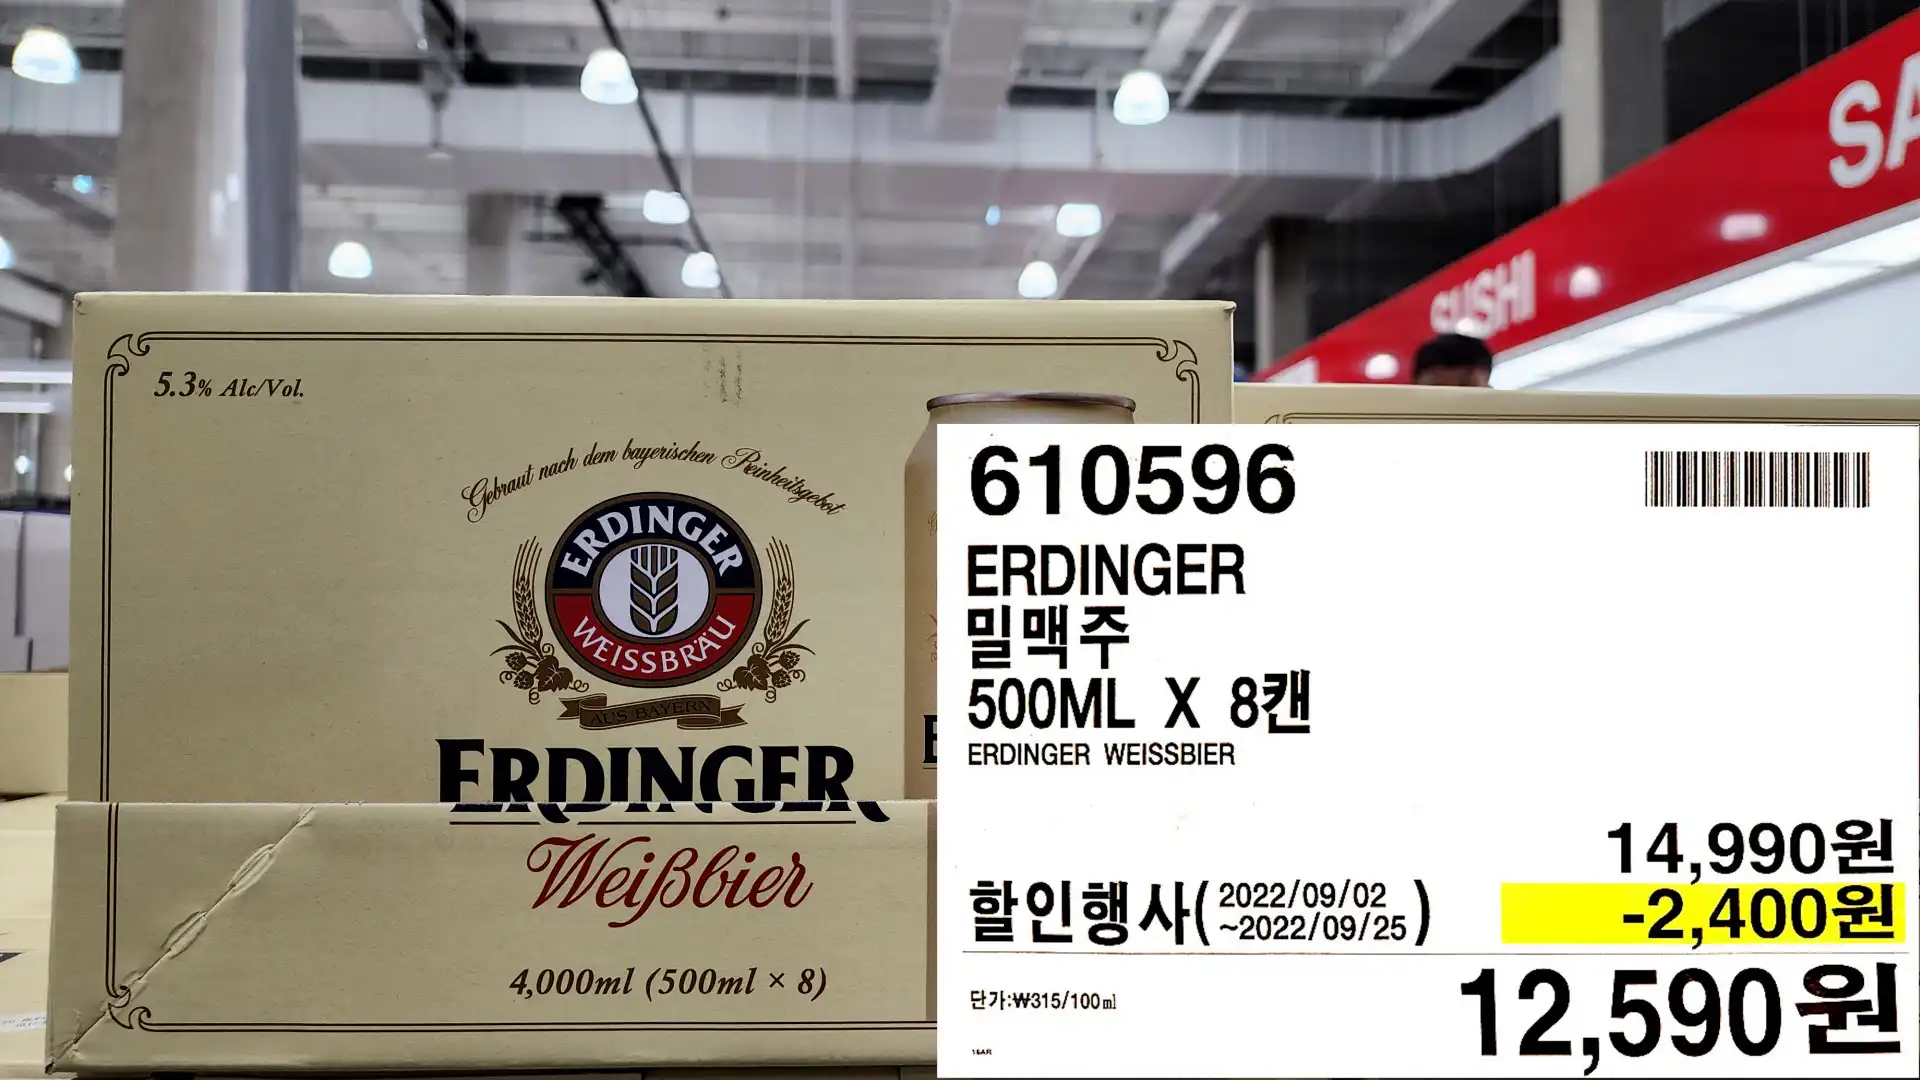 SA
SUSHI
5.3% Alc/Vol.
Gebraut nach dem bayerischen Reinheitsgebot
ERDINGER
WEISSBRÄU
AUS BAYERN
ERDINGER
Weißbier
4,000ml (500ml × 8)
610596
ERDINGER
밀맥주
500ML X 8캔
ERDINGER WEISSBIER
14,990원
할인행사(2022/09/02 ~2022/09/25) -2,400원
단가:₩315/100㎖
12,590원
16AR